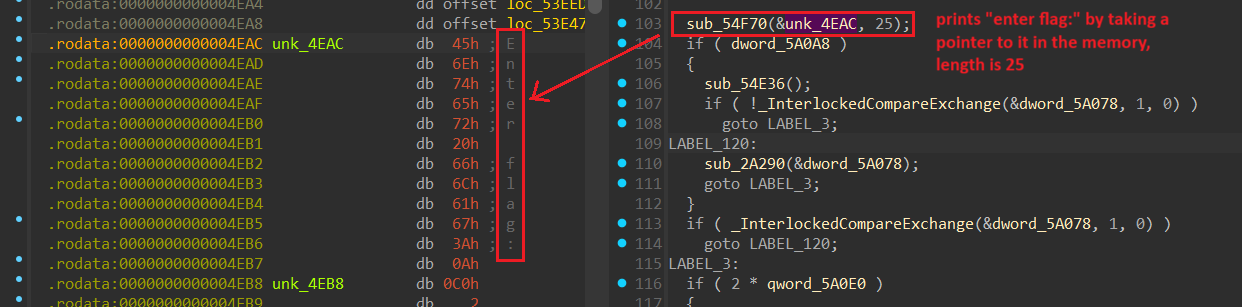 .rodata:0000000000004EA4 dd offset loc_53EED
.rodata:0000000000004EA8 dd offset loc_53E47
.rodata:0000000000004EAC unk_4EAC db 45h ; E
.rodata:0000000000004EAD db 6Eh ; n
.rodata:0000000000004EAE db 74h ; t
.rodata:0000000000004EAF db 65h ; e
.rodata:0000000000004EB0 db 72h ; r
.rodata:0000000000004EB1 db 20h
.rodata:0000000000004EB2 db 66h ; f
.rodata:0000000000004EB3 db 6Ch ; l
.rodata:0000000000004EB4 db 61h ; a
.rodata:0000000000004EB5 db 67h ; g
.rodata:0000000000004EB6 db 3Ah ; :
.rodata:0000000000004EB7 db 0Ah
.rodata:0000000000004EB8 unk_4EB8 db 0C0h
.rodata:0000000000004EB9 db 2
102
103 sub_54F70(&unk_4EAC, 25);
104 if ( dword_5A0A8 )
105 {
106 sub_54E36();
107 if ( !_InterlockedCompareExchange(&dword_5A078, 1, 0) )
108 goto LABEL_3;
109 LABEL_120:
110 sub_2A290(&dword_5A078);
111 goto LABEL_3;
112 }
113 if ( _InterlockedCompareExchange(&dword_5A078, 1, 0) )
114 goto LABEL_120;
115 LABEL_3:
116 if ( 2 * qword_5A0E0 )
117 {
prints "enter flag:" by taking a
pointer to it in the memory,
length is 25